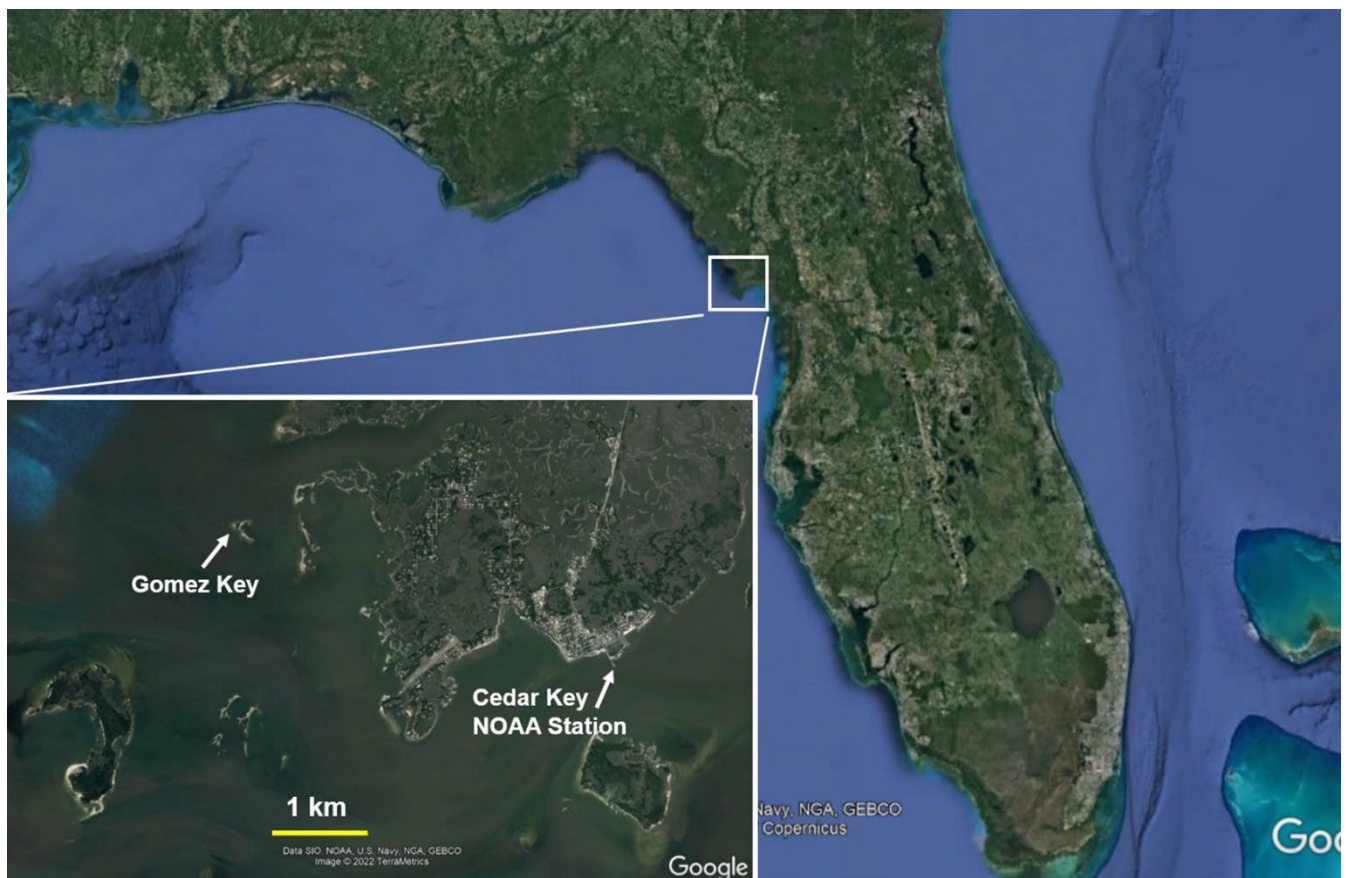 Gomez Key
Cedar Key
NOAA Station
1 km
Data SIO, NOAA, U.S. Navy, NGA, GEBCO
Image © 2022 TerraMetrics
Google
Navy, NGA, GEBCO
Copernicus
Goo